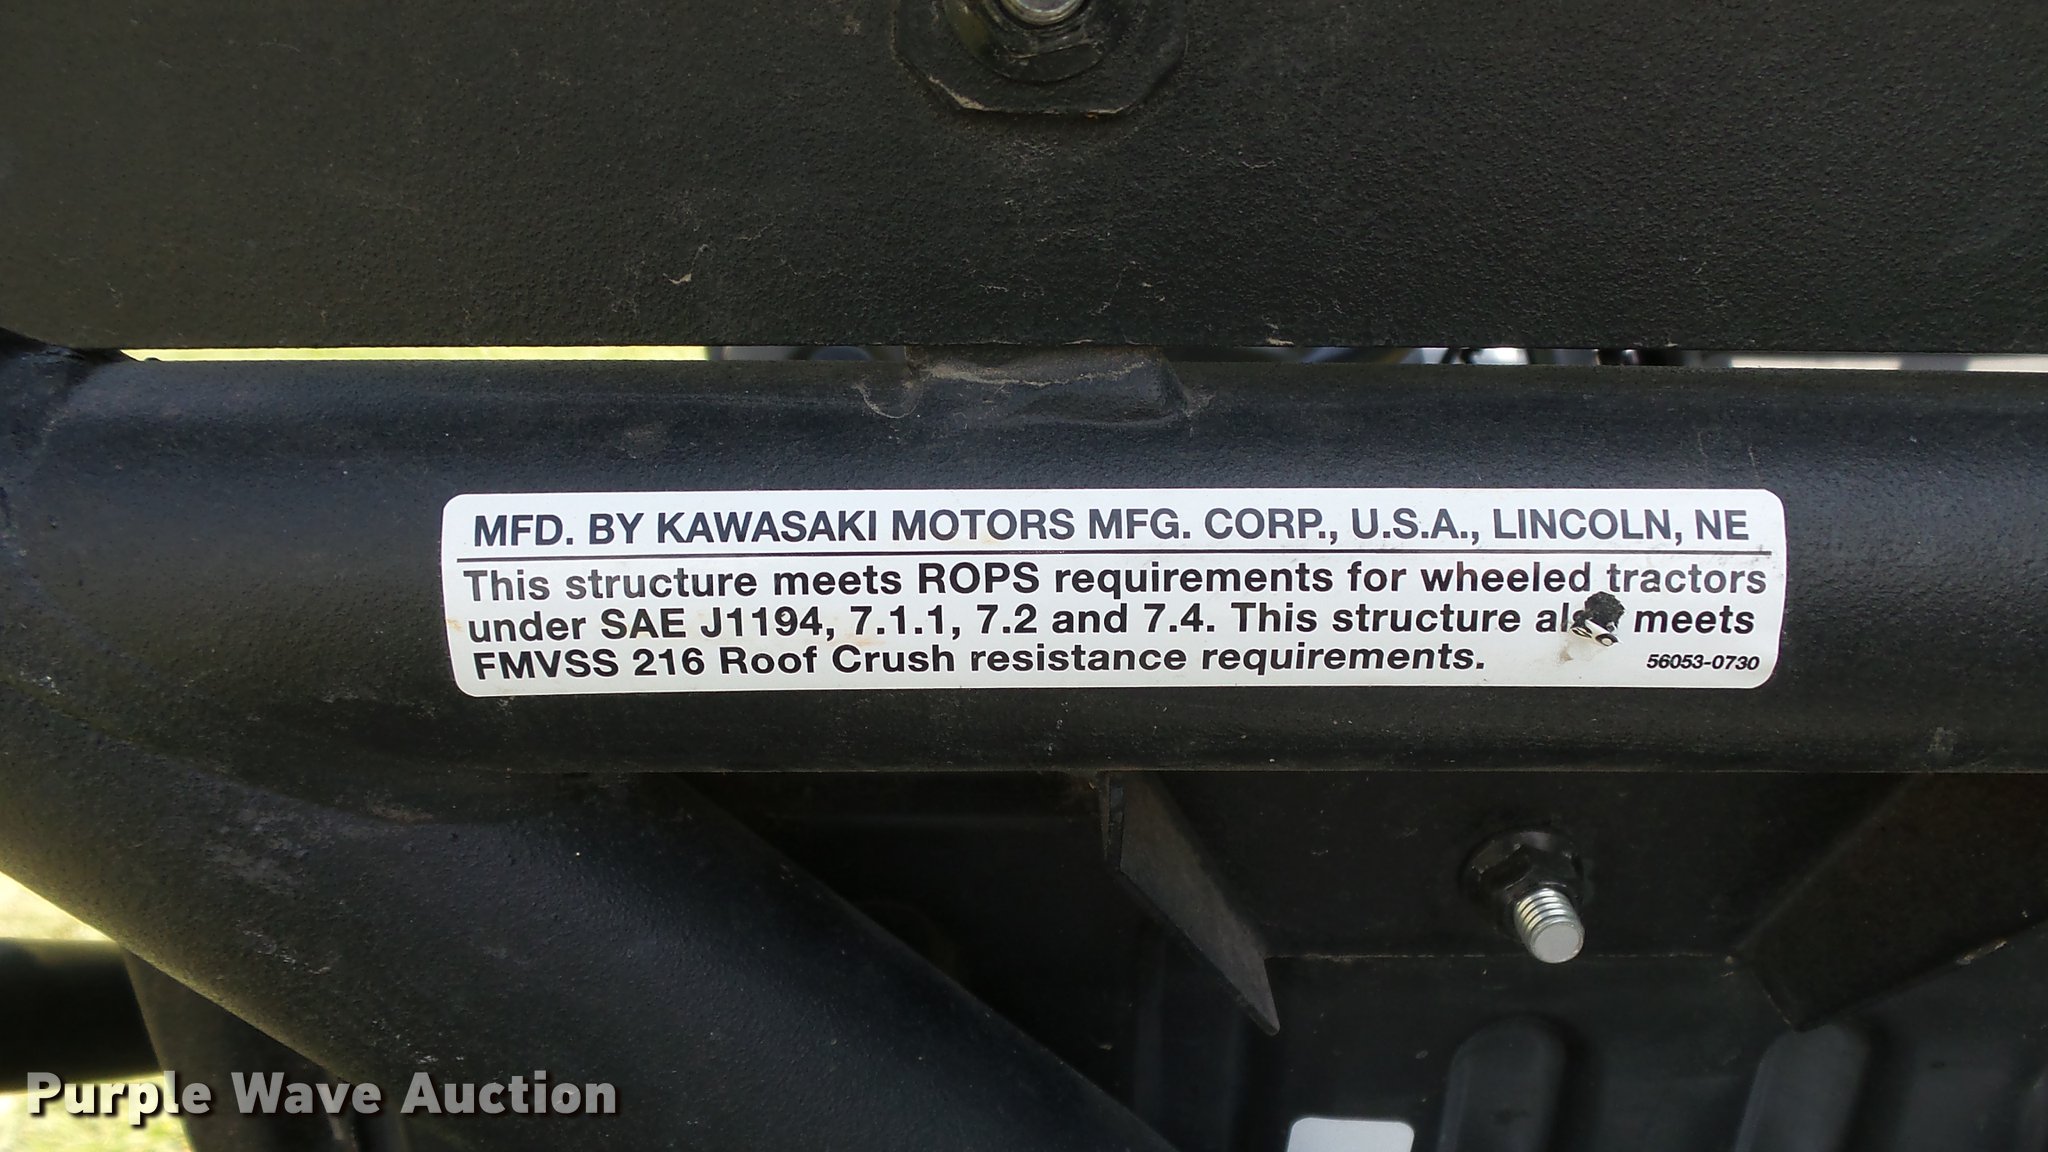 MFD. BY KAWASAKI MOTORS MFG. CORP., U.S.A., LINCOLN, NE
This structure meets ROPS requirements for wheeled tractors
under SAE J1194, 7.1.1, 7.2 and 7.4. This structure meets
FMVSS 216 Roof Crush resistance requirements. 56053-0730
Purple Wave Auction